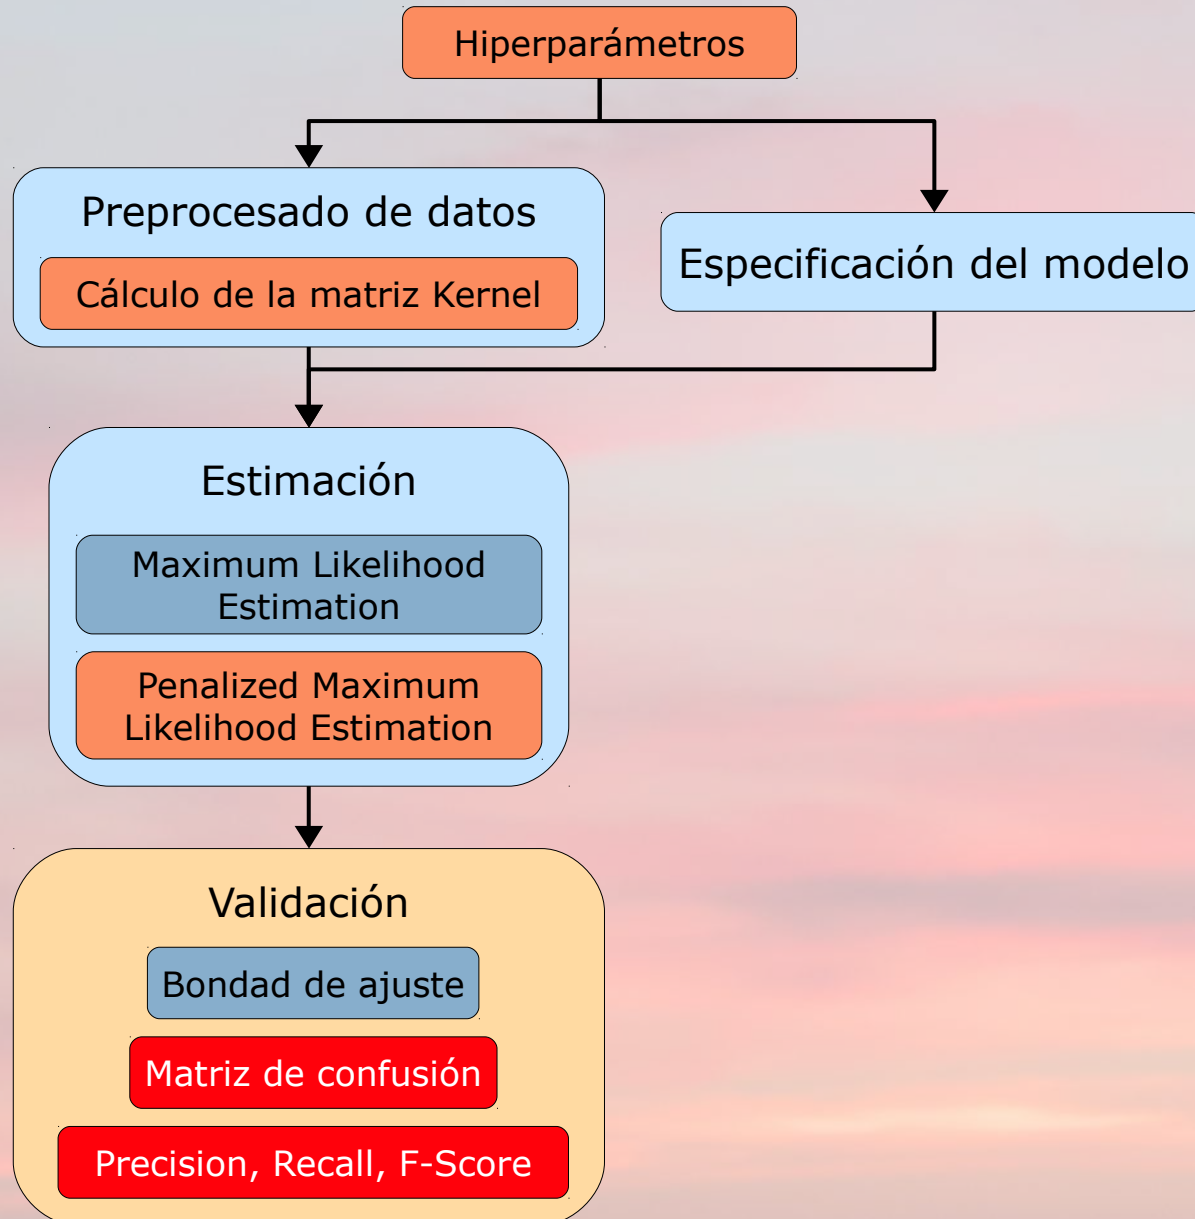 Hiperparámetros
Preprocesado de datos
Cálculo de la matriz Kernel
Especificación del modelo
Estimación
Maximum Likelihood
Estimation
Penalized Maximum
Likelihood Estimation
Validación
Bondad de ajuste
Matriz de confusión
Precision, Recall, F-Score